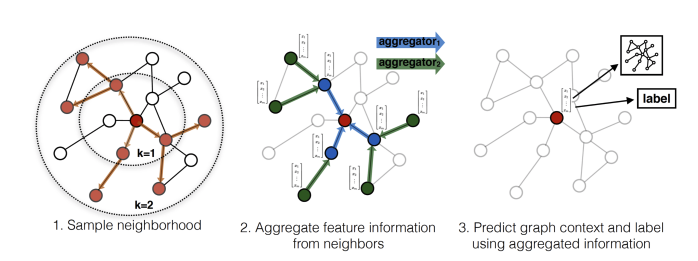 aggregator1
aggregator2
label
k=1
k=2
1. Sample neighborhood
2. Aggregate feature information
from neighbors
3. Predict graph context and label
using aggregated information